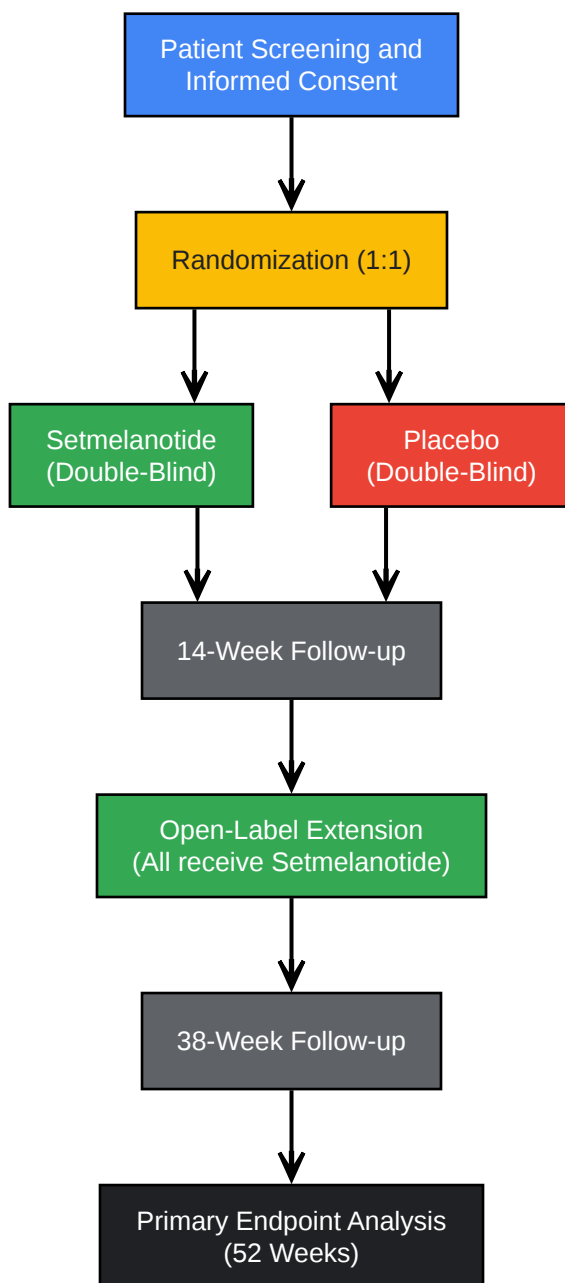 Patient Screening and
Informed Consent
Randomization (1:1)
Setmelanotide
(Double-Blind)
Placebo
(Double-Blind)
14-Week Follow-up
Open-Label Extension
(All receive Setmelanotide)
38-Week Follow-up
Primary Endpoint Analysis
(52 Weeks)